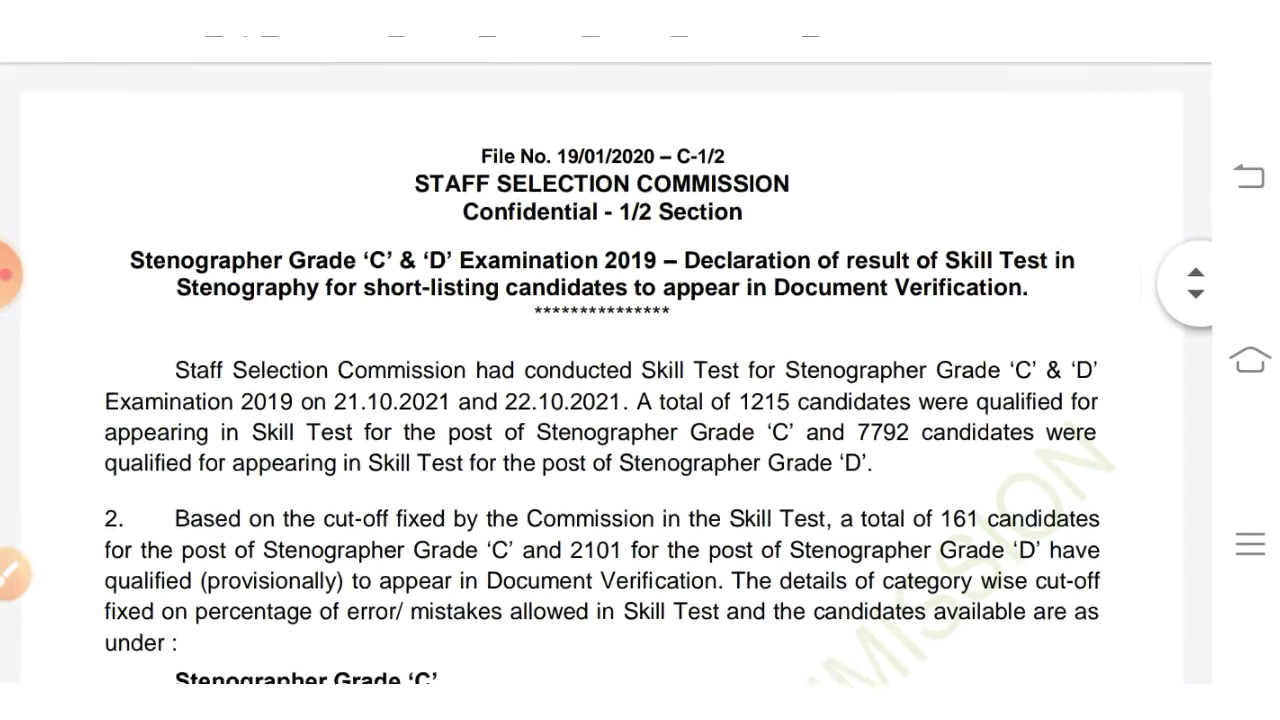 File No. 19/01/2020 – C-1/2
STAFF SELECTION COMMISSION
Confidential - 1/2 Section
Stenographer Grade ‘C’ & ‘D’ Examination 2019 – Declaration of result of Skill Test in
Stenography for short-listing candidates to appear in Document Verification.
***************
Staff Selection Commission had conducted Skill Test for Stenographer Grade ‘C’ & ‘D’
Examination 2019 on 21.10.2021 and 22.10.2021. A total of 1215 candidates were qualified for
appearing in Skill Test for the post of Stenographer Grade ‘C’ and 7792 candidates were
qualified for appearing in Skill Test for the post of Stenographer Grade ‘D’.
2. Based on the cut-off fixed by the Commission in the Skill Test, a total of 161 candidates
for the post of Stenographer Grade ‘C’ and 2101 for the post of Stenographer Grade ‘D’ have
qualified (provisionally) to appear in Document Verification. The details of category wise cut-off
fixed on percentage of error/ mistakes allowed in Skill Test and the candidates available are as
under :
Stenographer Grade ‘C’